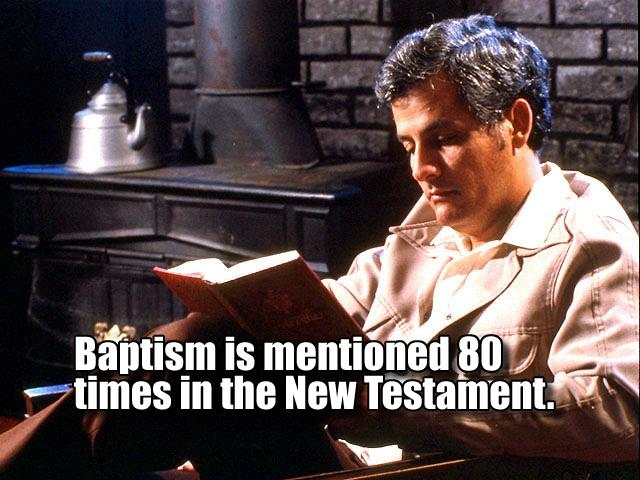 Baptism is mentioned 80
times in the New Testament.